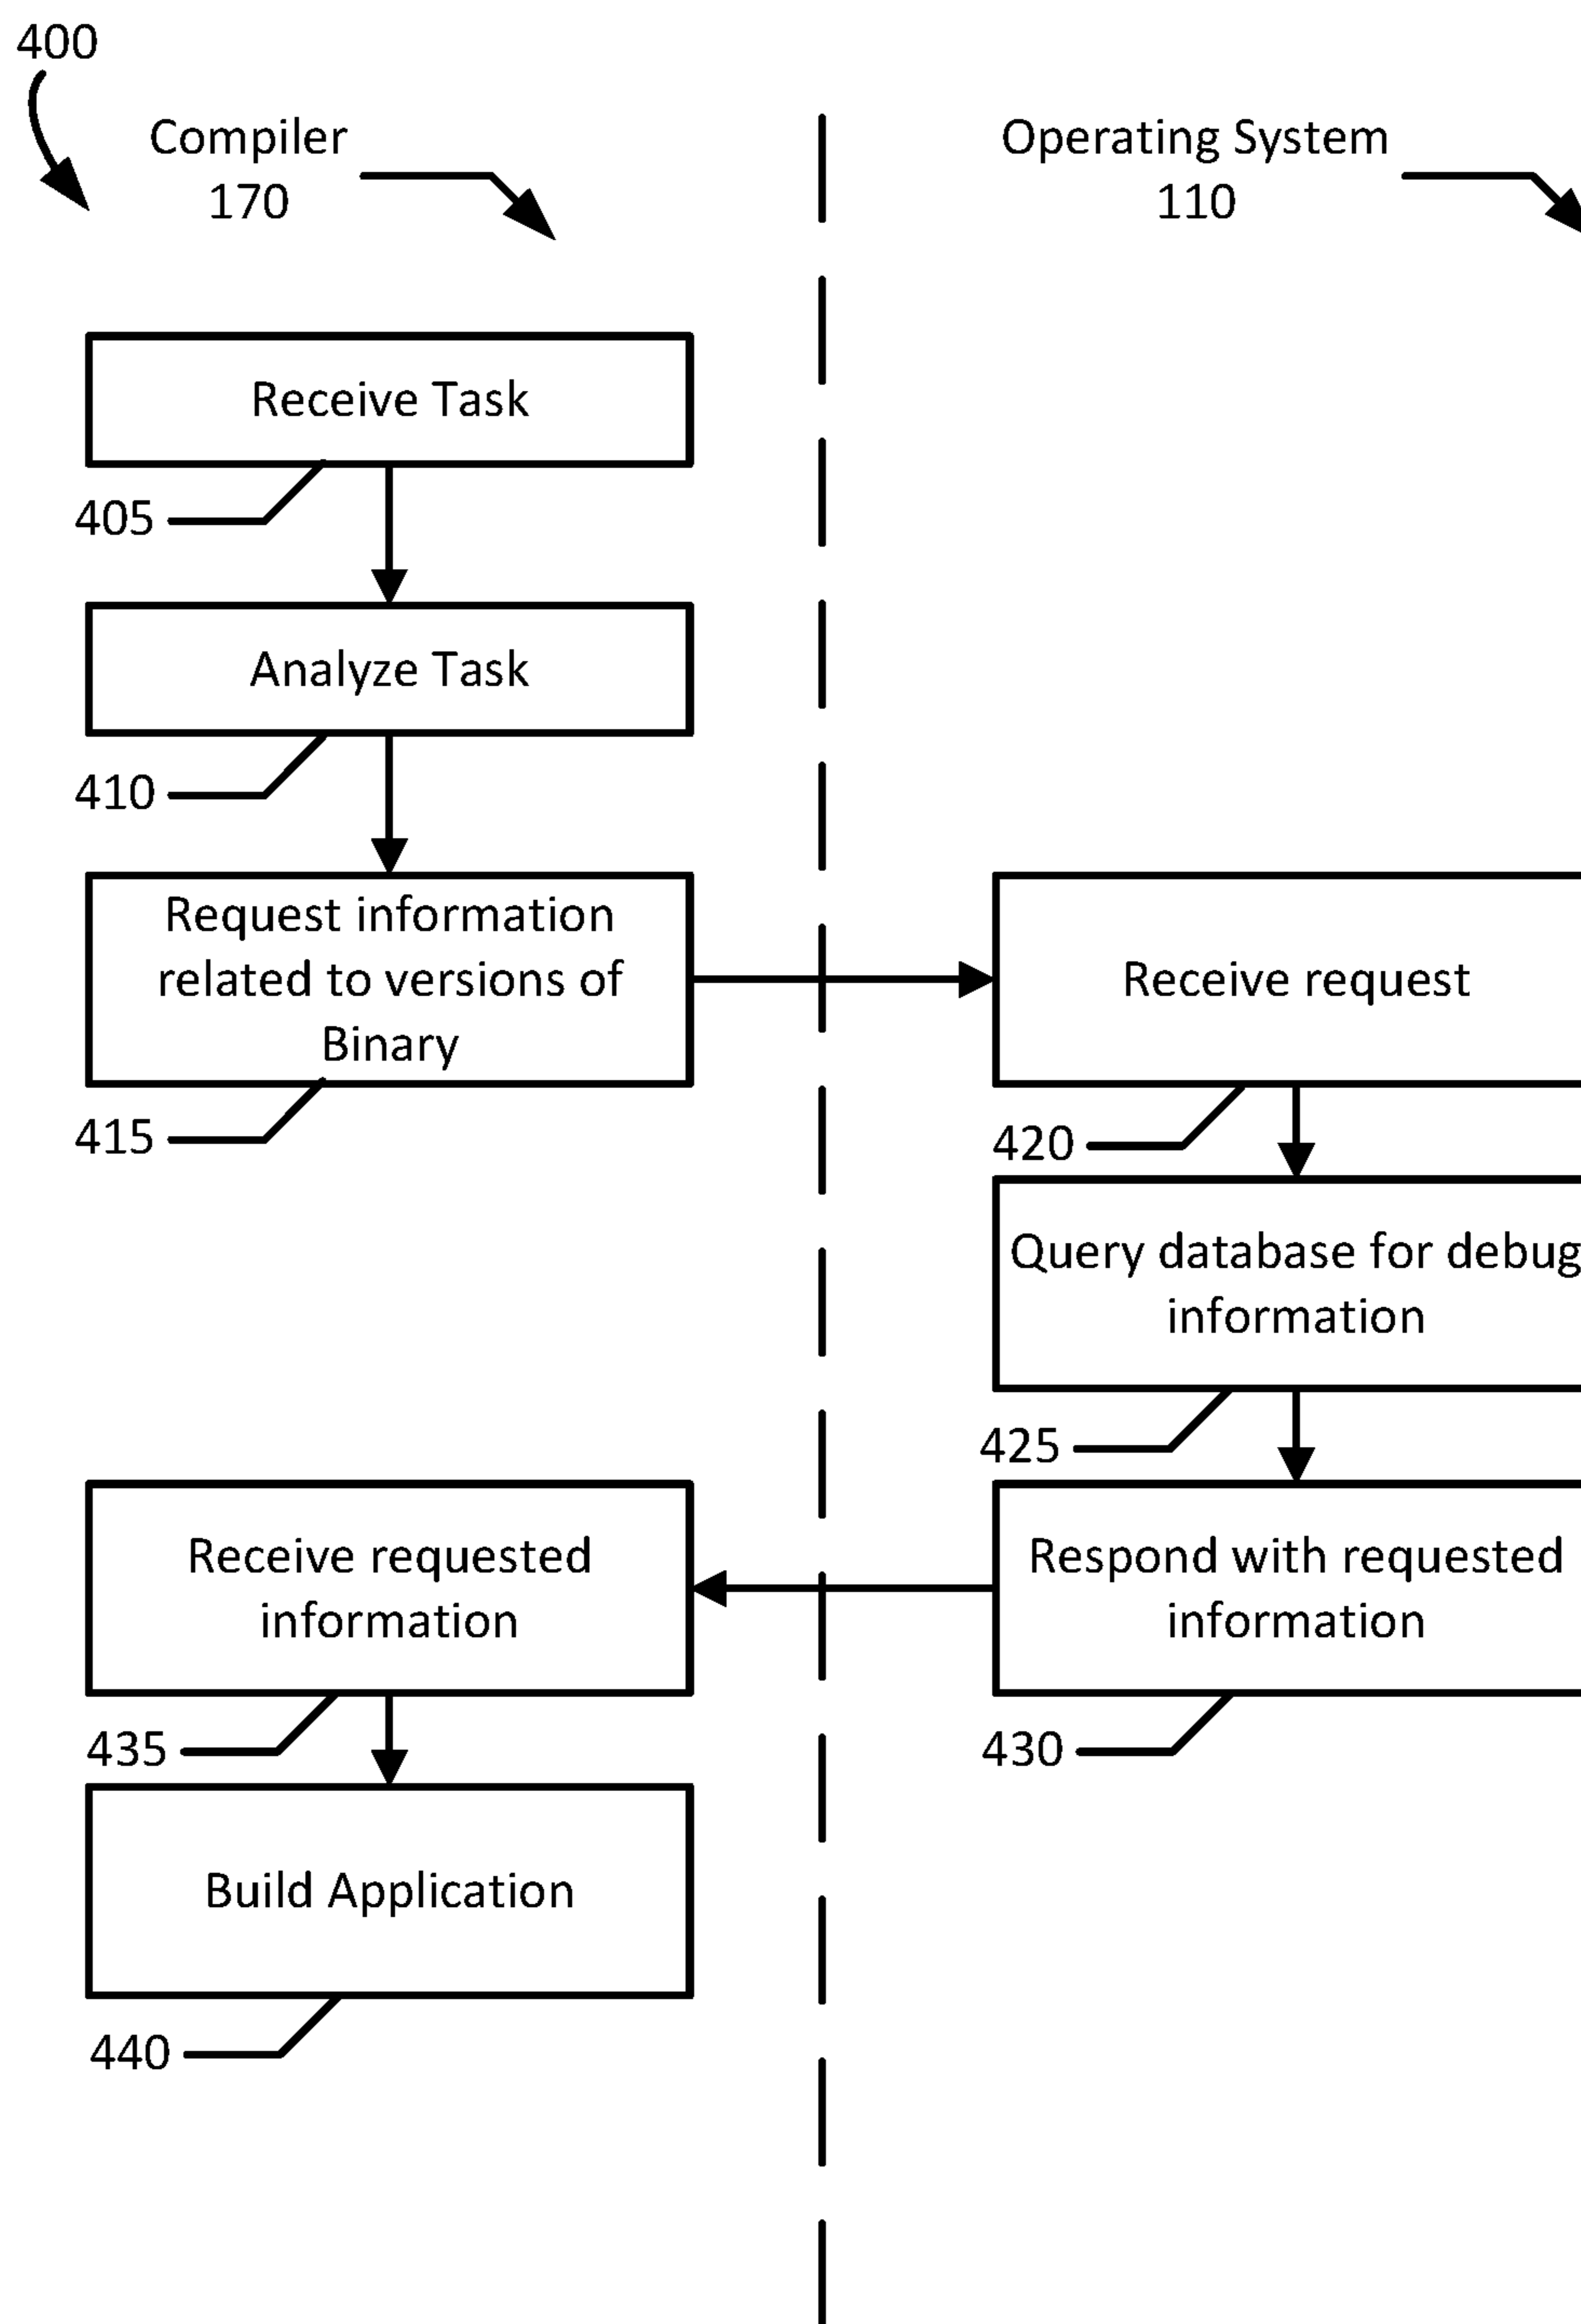 400
Compiler
170
Operating System
110
Receive Task
405
Analyze Task
410
Request information
related to versions of
Binary
415
Receive request
420
Query database for debug
information
425
Respond with requested
information
430
Receive requested
information
435
Build Application
440